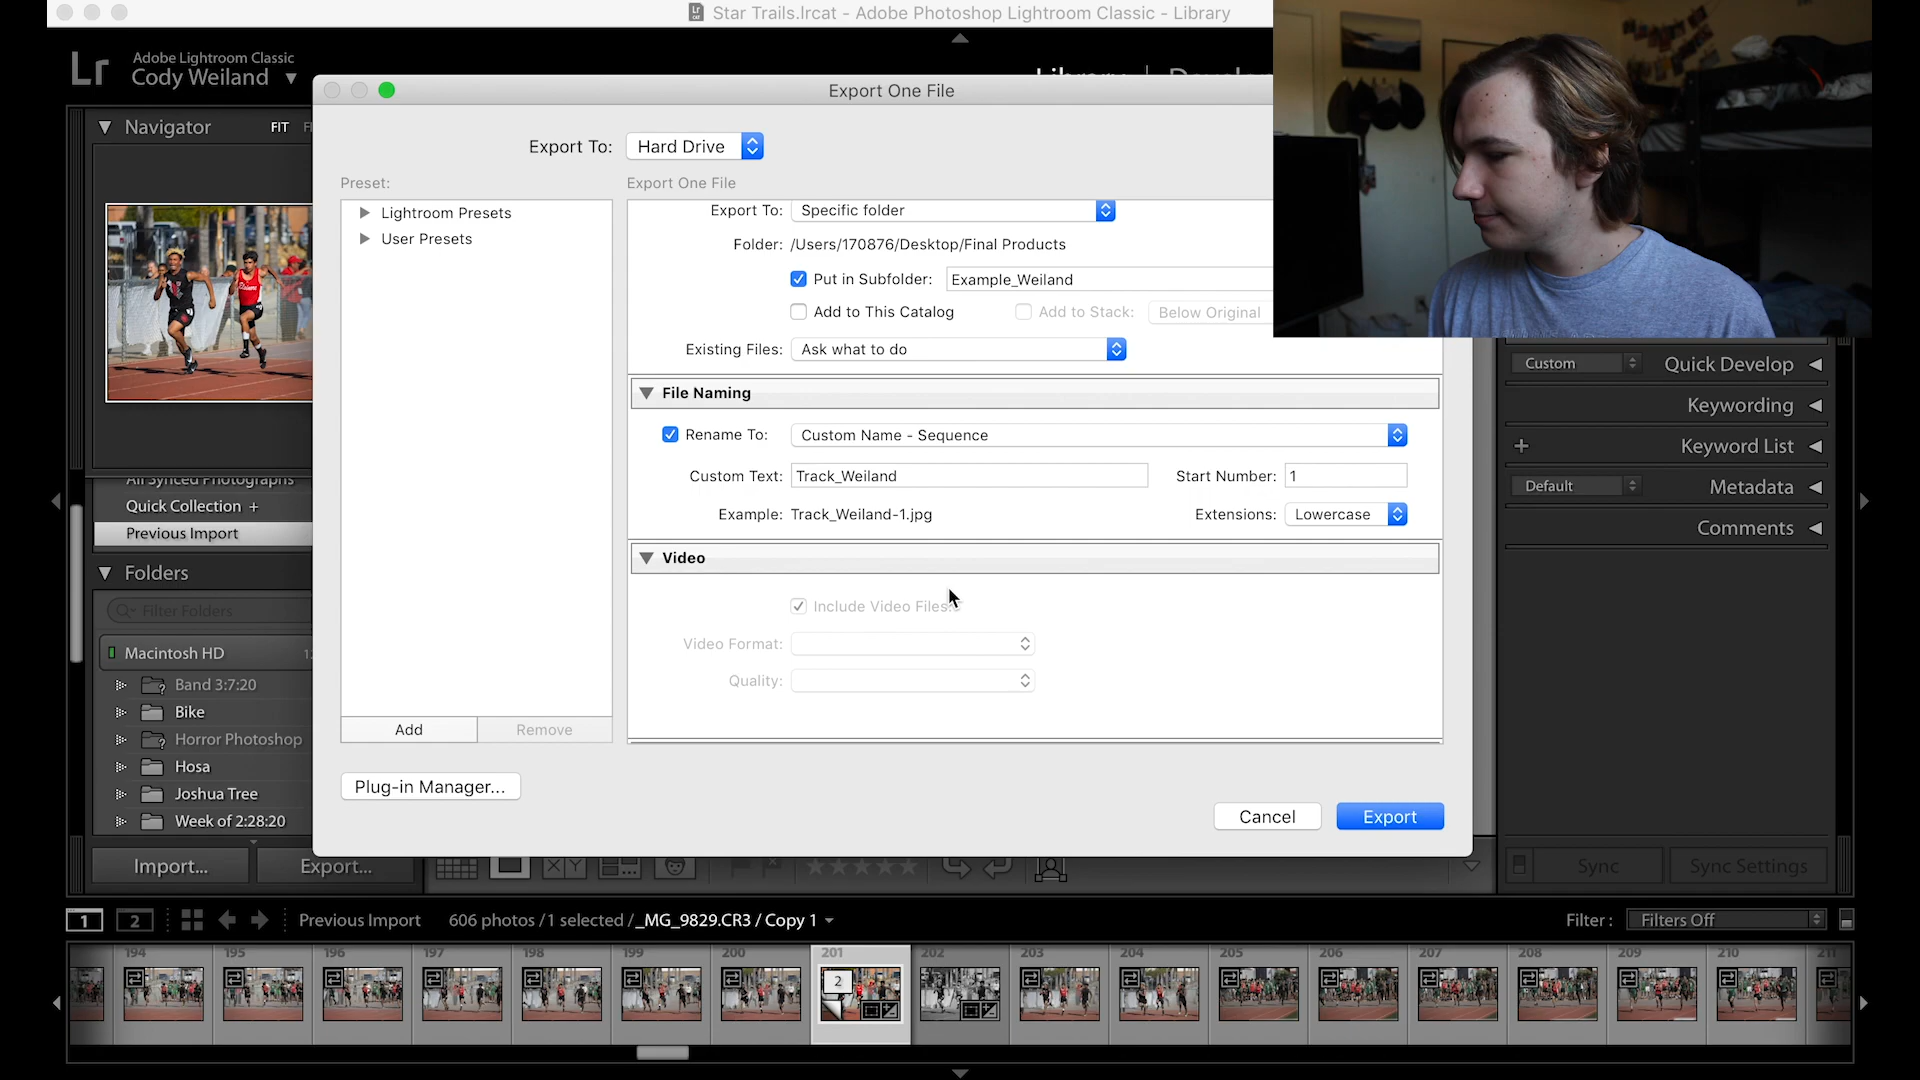 Star Trails.lrcat - Adobe Photoshop Lightroom Classic - Library
Lr
Adobe Lightroom Classic
Cody Weiland
Export One File
Navigator
FIT
Export To: Hard Drive
Preset:
Export One File
Lightroom Presets
User Presets
Export To: Specific folder
Folder: /Users/170876/Desktop/Final Products
Put in Subfolder: Example_Weiland
Add to This Catalog
Add to Stack: Below Original
Existing Files: Ask what to do
File Naming
Rename To: Custom Name - Sequence
Custom Text: Track_Weiland
Start Number: 1
Example: Track_Weiland-1.jpg
Extensions: Lowercase
Video
Include Video Files:
Video Format:
Quality:
Add
Remove
Plug-in Manager...
Cancel
Export
All Synced Photographs
Quick Collection +
Previous Import
Folders
Filter Folders
Macintosh HD
Band 3:7:20
Bike
Horror Photoshop
Hosa
Joshua Tree
Week of 2:28:20
Import...
Export...
Custom
Quick Develop
Keywording
Keyword List
Default
Metadata
Comments
Sync
Sync Settings
1
2
Previous Import
606 photos / 1 selected / _MG_9829.CR3 / Copy 1
Filter :
Filters Off
194 195 196 197 198 199 200 201 202 203 204 205 206 207 208 209 210 211
2